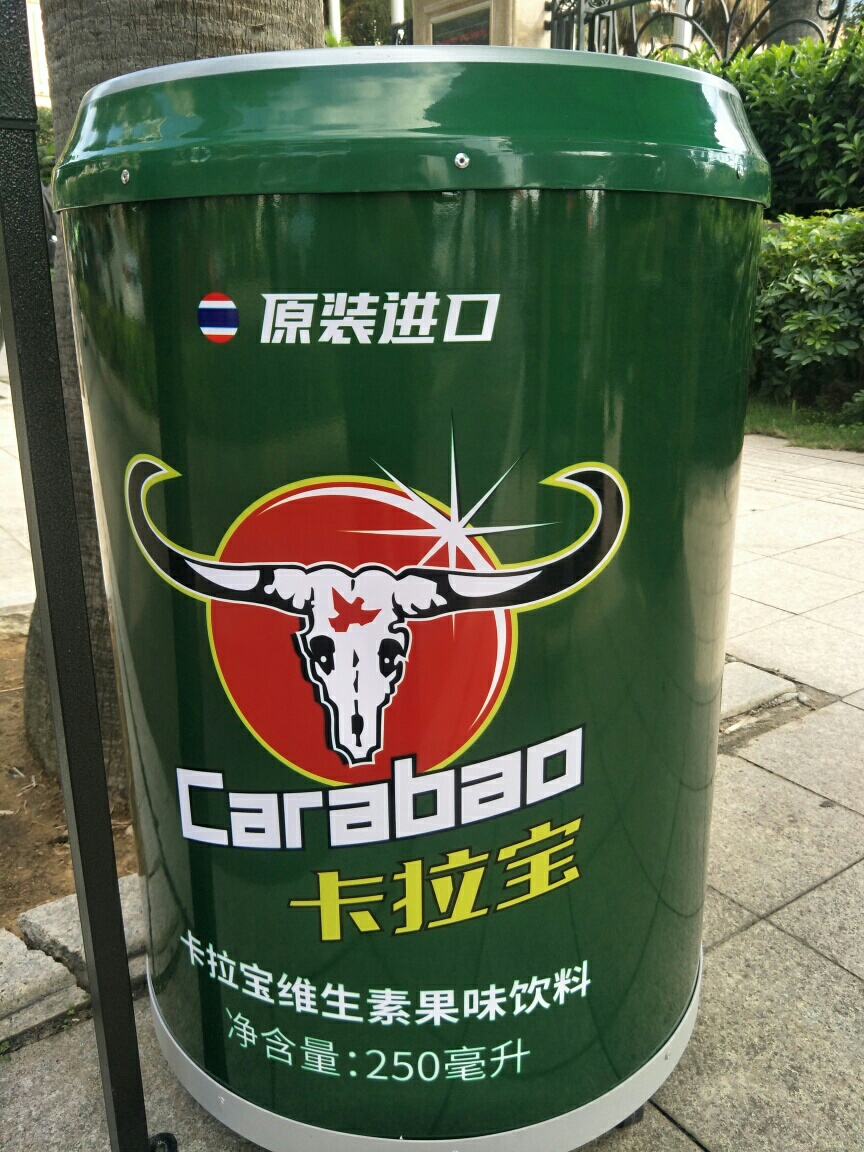 原装进口
Carabao
卡拉宝
卡拉宝维生素果味饮料
净含量:250毫升